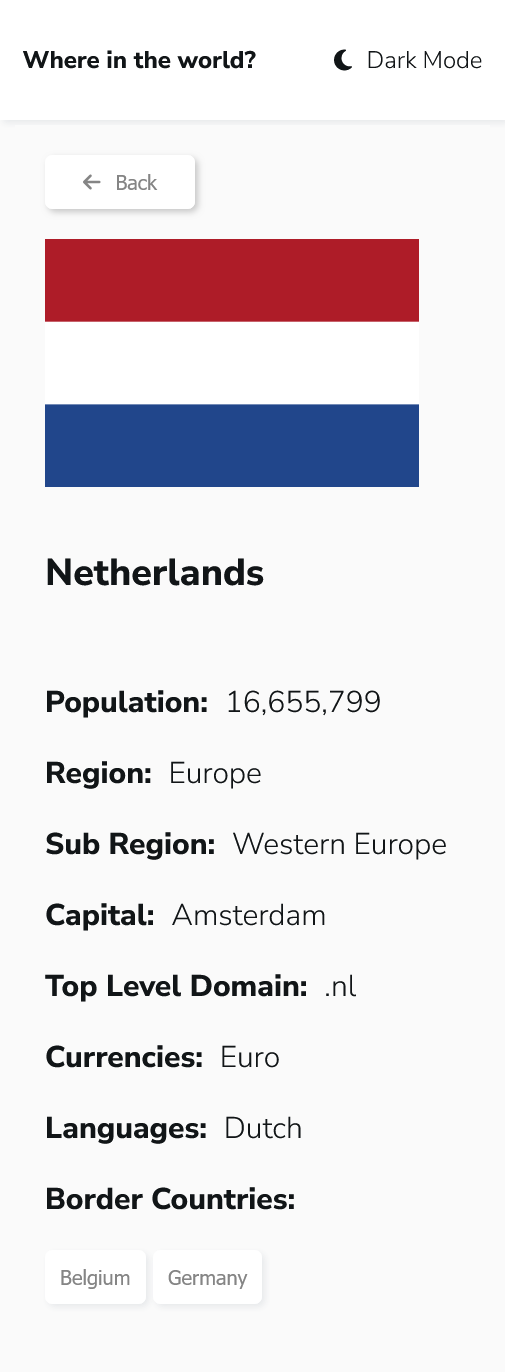 Where in the world? Dark Mode
Back
Netherlands
Population: 16,655,799
Region: Europe
Sub Region: Western Europe
Capital: Amsterdam
Top Level Domain: .nl
Currencies: Euro
Languages: Dutch
Border Countries:
Belgium Germany